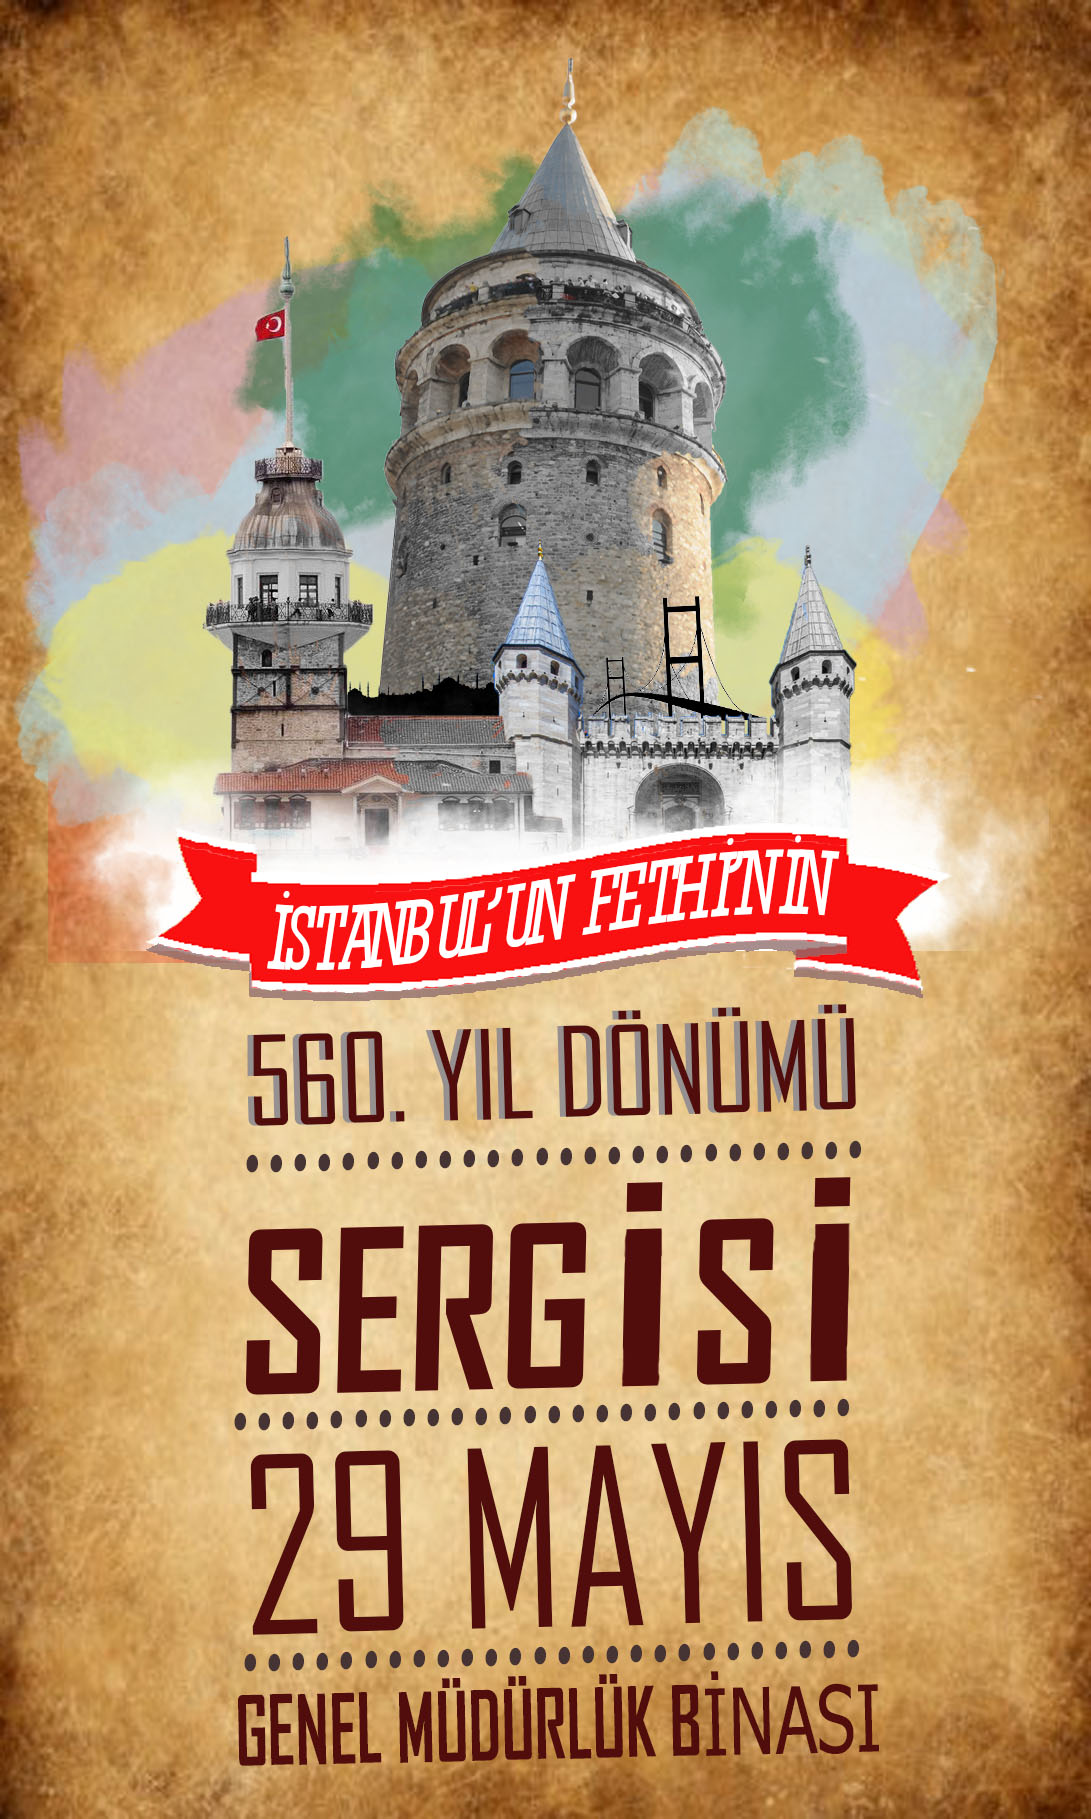 İSTANBUL'UN FETHİ'NİN
560. YIL DÖNÜMÜ
SERGİSİ
29 MAYIS
GENEL MÜDÜRLÜK BİNASI